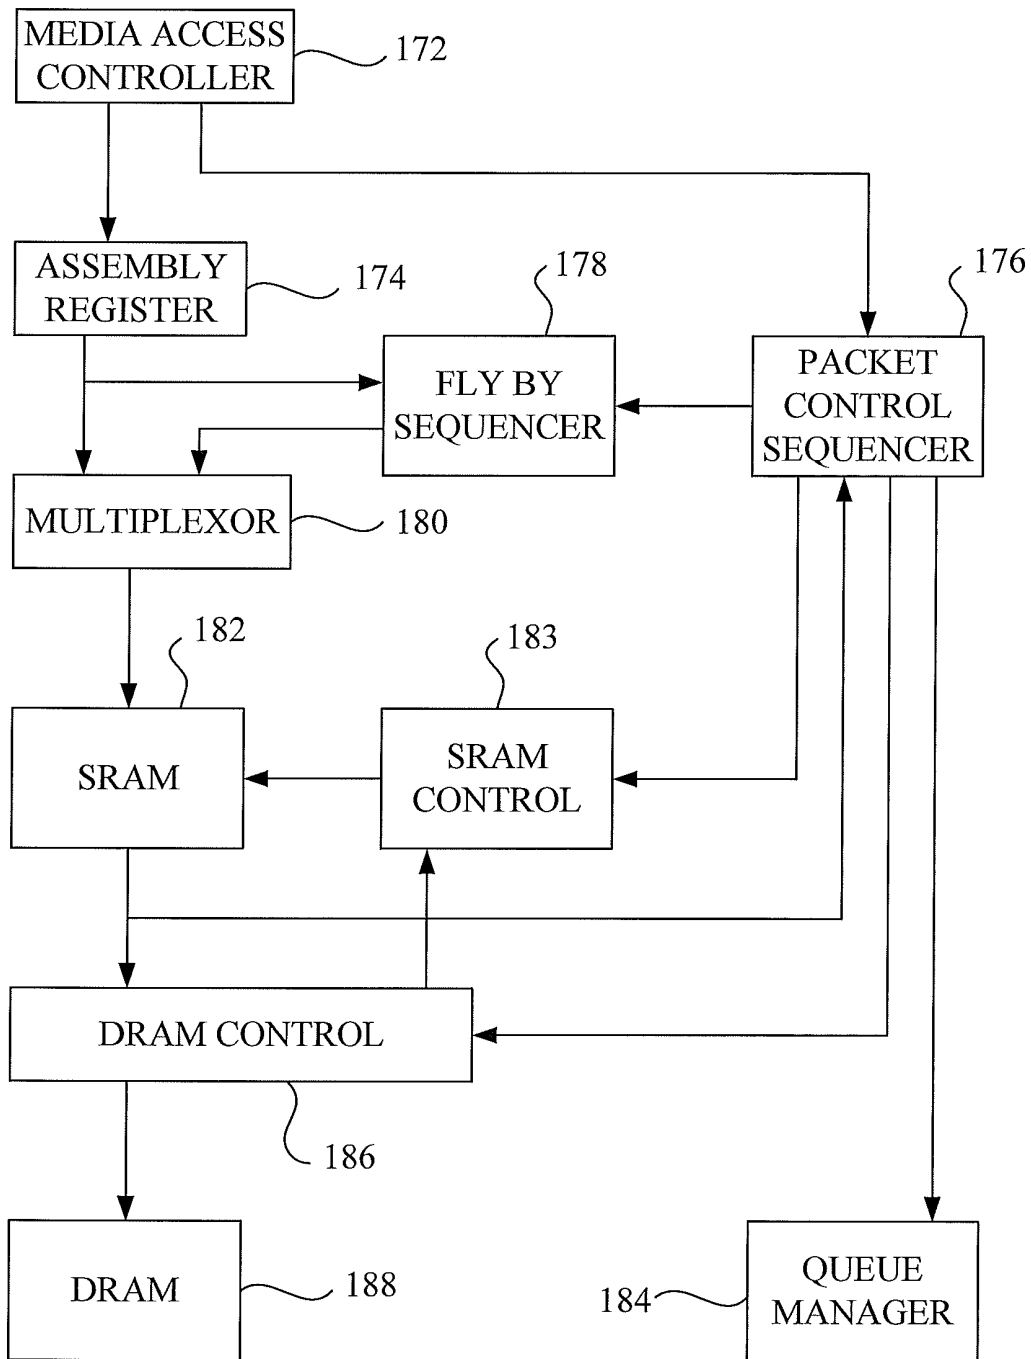 MEDIA ACCESS
CONTROLLER
172
ASSEMBLY
REGISTER
174
178
176
FLY BY
SEQUENCER
PACKET
CONTROL
SEQUENCER
MULTIPLEXOR
180
182
183
SRAM
SRAM
CONTROL
DRAM CONTROL
186
DRAM
188
184
QUEUE
MANAGER